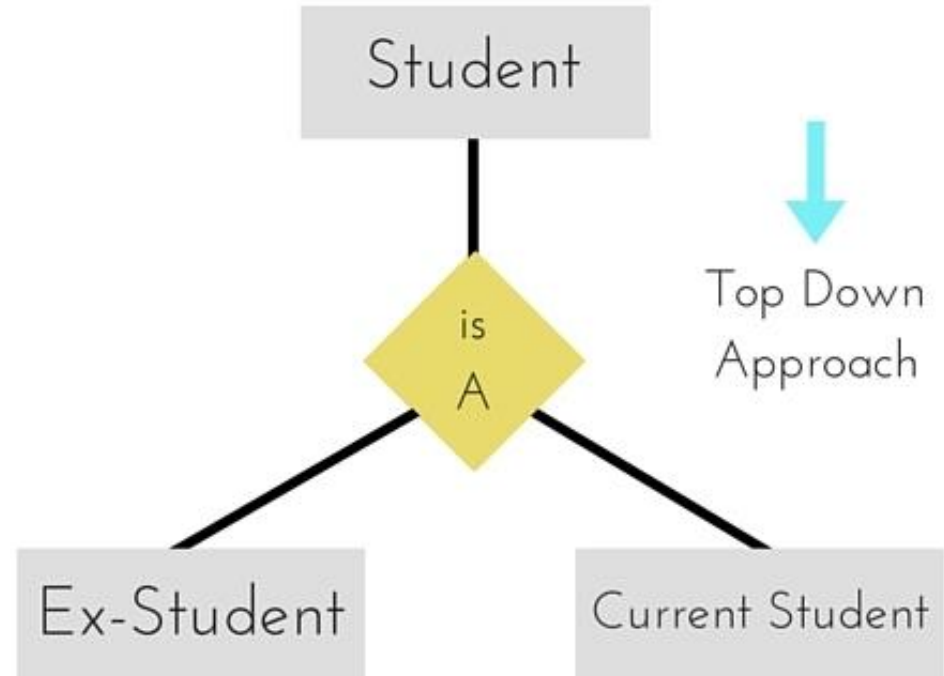 Student
is
A
Top Down
Approach
Ex-Student
Current Student